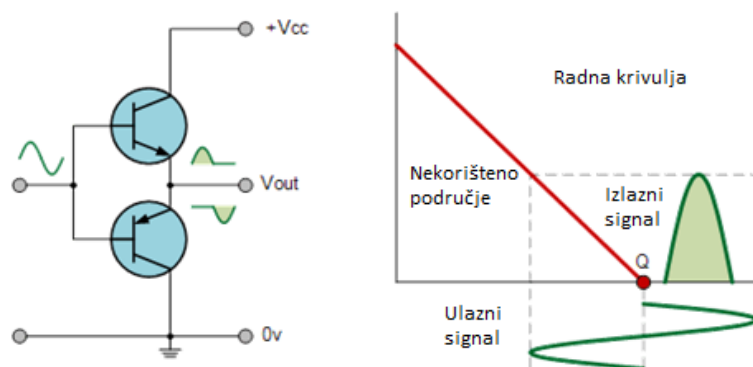 +Vcc
Vout
0v
Radna krivulja
Nekorišteno
područje
Izlazni
signal
Q
Ulazni
signal